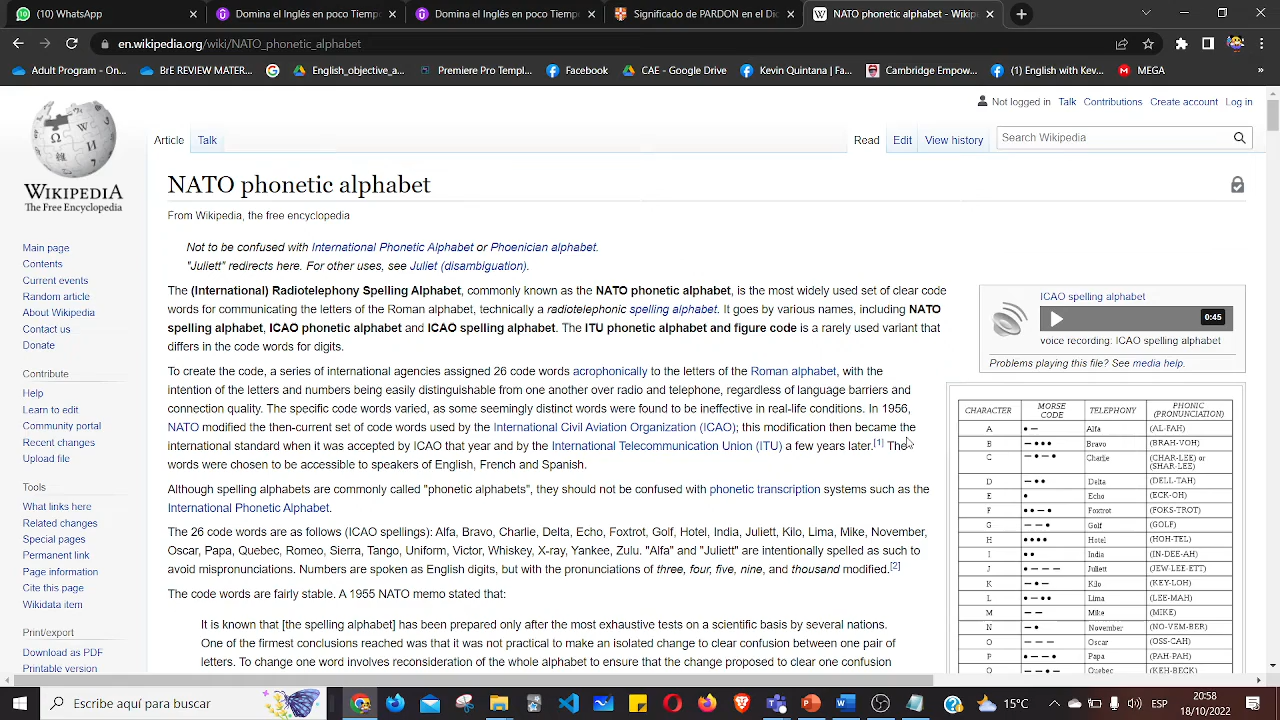 (10) WhatsApp
Domina el Inglés en poco Tiempo
Domina el Inglés en poco Tiemp
Significado de PARDON en el Dic
NATO phonetic alphabet - Wikip
en.wikipedia.org/wiki/NATO_phonetic_alphabet
Adult Program - On...
BrE REVIEW MATER...
English_objective_a...
Premiere Pro Templ...
Facebook
CAE - Google Drive
Kevin Quintana | Fa...
Cambridge Empow...
(1) English with Kev...
MEGA
Not logged in Talk Contributions Create account Log in
Article Talk
Read Edit View history
Search Wikipedia
WIKIPEDIA
The Free Encyclopedia
Main page
Contents
Current events
Random article
About Wikipedia
Contact us
Donate
Contribute
Help
Learn to edit
Community portal
Recent changes
Upload file
Tools
What links here
Related changes
Special pages
Permanent link
Page information
Cite this page
Wikidata item
Print/export
Download as PDF
Printable version
NATO phonetic alphabet
From Wikipedia, the free encyclopedia
Not to be confused with International Phonetic Alphabet or Phoenician alphabet.
"Juliett" redirects here. For other uses, see Juliet (disambiguation).
The (International) Radiotelephony Spelling Alphabet, commonly known as the NATO phonetic alphabet, is the most widely used set of clear code
words for communicating the letters of the Roman alphabet, technically a radiotelephonic spelling alphabet. It goes by various names, including NATO
spelling alphabet, ICAO phonetic alphabet and ICAO spelling alphabet. The ITU phonetic alphabet and figure code is a rarely used variant that
differs in the code words for digits.
To create the code, a series of international agencies assigned 26 code words acrophonically to the letters of the Roman alphabet, with the
intention of the letters and numbers being easily distinguishable from one another over radio and telephone, regardless of language barriers and
connection quality. The specific code words varied, as some seemingly distinct words were found to be ineffective in real-life conditions. In 1956,
NATO modified the then-current set of code words used by the International Civil Aviation Organization (ICAO); this modification then became the
international standard when it was accepted by ICAO that year and by the International Telecommunication Union (ITU) a few years later.[1] The
words were chosen to be accessible to speakers of English, French and Spanish.
Although spelling alphabets are commonly called "phonetic alphabets", they should not be confused with phonetic transcription systems such as the
International Phonetic Alphabet.
The 26 code words are as follows (ICAO spellings): Alfa, Bravo, Charlie, Delta, Echo, Foxtrot, Golf, Hotel, India, Juliett, Kilo, Lima, Mike, November,
Oscar, Papa, Quebec, Romeo, Sierra, Tango, Uniform, Victor, Whiskey, X-ray, Yankee, Zulu. "Alfa" and "Juliett" are intentionally spelled as such to
avoid mispronunciations. Numbers are spoken as English digits, but with the pronunciations of three, four, five, nine, and thousand modified.[2]
The code words are fairly stable. A 1955 NATO memo stated that:
It is known that [the spelling alphabet] has been prepared only after the most exhaustive tests on a scientific basis by several nations.
One of the firmest conclusions reached was that it was not practical to make an isolated change to clear confusion between one pair of
letters. To change one word involves reconsideration of the whole alphabet to ensure that the change proposed to clear one confusion
ICAO spelling alphabet
0:45
voice recording: ICAO spelling alphabet
Problems playing this file? See media help.
CHARACTER MORSE CODE TELEPHONY PHONIC (PRONUNCIATION)
A Alfa (AL-FAH)
B Bravo (BRAH-VOH)
C Charlie (CHAR-LEE) or
(SHAR-LEE)
D Delta (DELL-TAH)
E Echo (ECK-OH)
F Foxtrot (FOKS-TROT)
G Golf (GOLF)
H Hotel (HOH-TEL)
I India (IN-DEE-AH)
J Juliett (JEW-LEE-ETT)
K Kilo (KEY-LOH)
L Lima (LEE-MAH)
M Mike (MIKE)
N November (NO-VEM-BER)
O Oscar (OSS-CAH)
P Papa (PAH-PAH)
Q Quebec (KEH-BECK)
Escribe aquí para buscar
15°C
ESP
20:58
18/10/2022